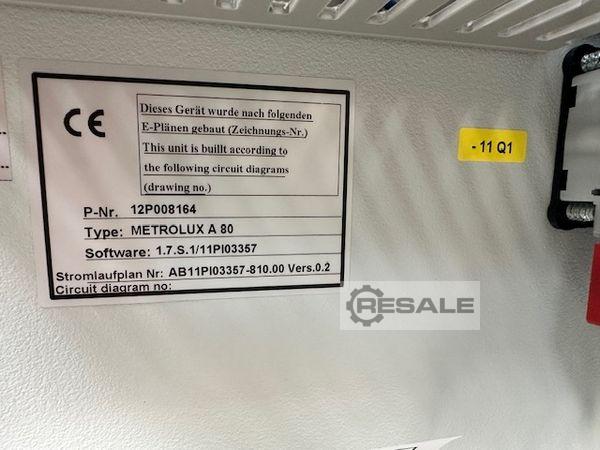 CE
Dieses Gerät wurde nach folgenden
E-Plänen gebaut (Zeichnungs-Nr.)
This unit is buillt according to
the following circuit diagrams
(drawing no.)
P-Nr. 12P008164
Type: METROLUX A 80
Software: 1.7.S.1/11PI03357
Stromlaufplan Nr: AB11PI03357-810.00 Vers.0.2
Circuit diagram no:
- 11 Q1
RESALE